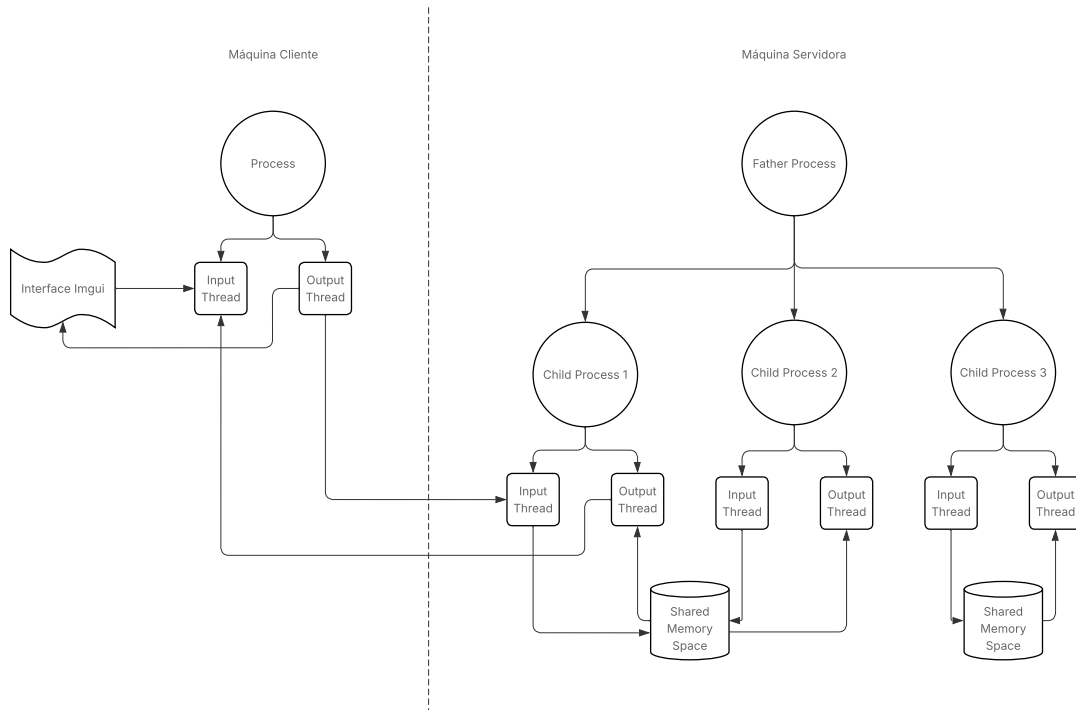 Máquina Cliente
Máquina Servidora
Process
Father Process
Interface Imgui
Input
Thread
Output
Thread
Child Process 1
Child Process 2
Child Process 3
Input
Thread
Output
Thread
Input
Thread
Output
Thread
Input
Thread
Output
Thread
Shared
Memory
Space
Shared
Memory
Space